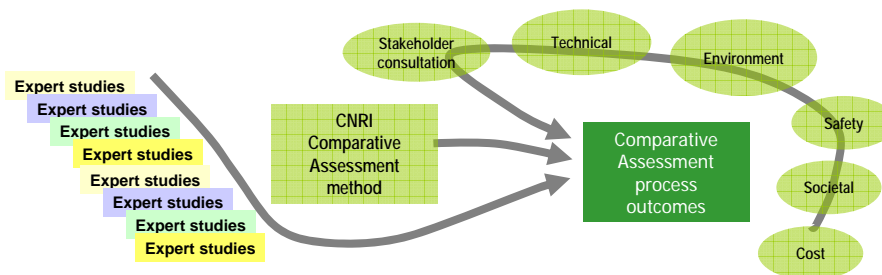 Stakeholder
consultation
Technical
Environment
Safety
Societal
Cost
Expert studies
Expert studies
Expert studies
Expert studies
Expert studies
Expert studies
Expert studies
Expert studies
CNRI
Comparative
Assessment
method
Comparative
Assessment
process
outcomes